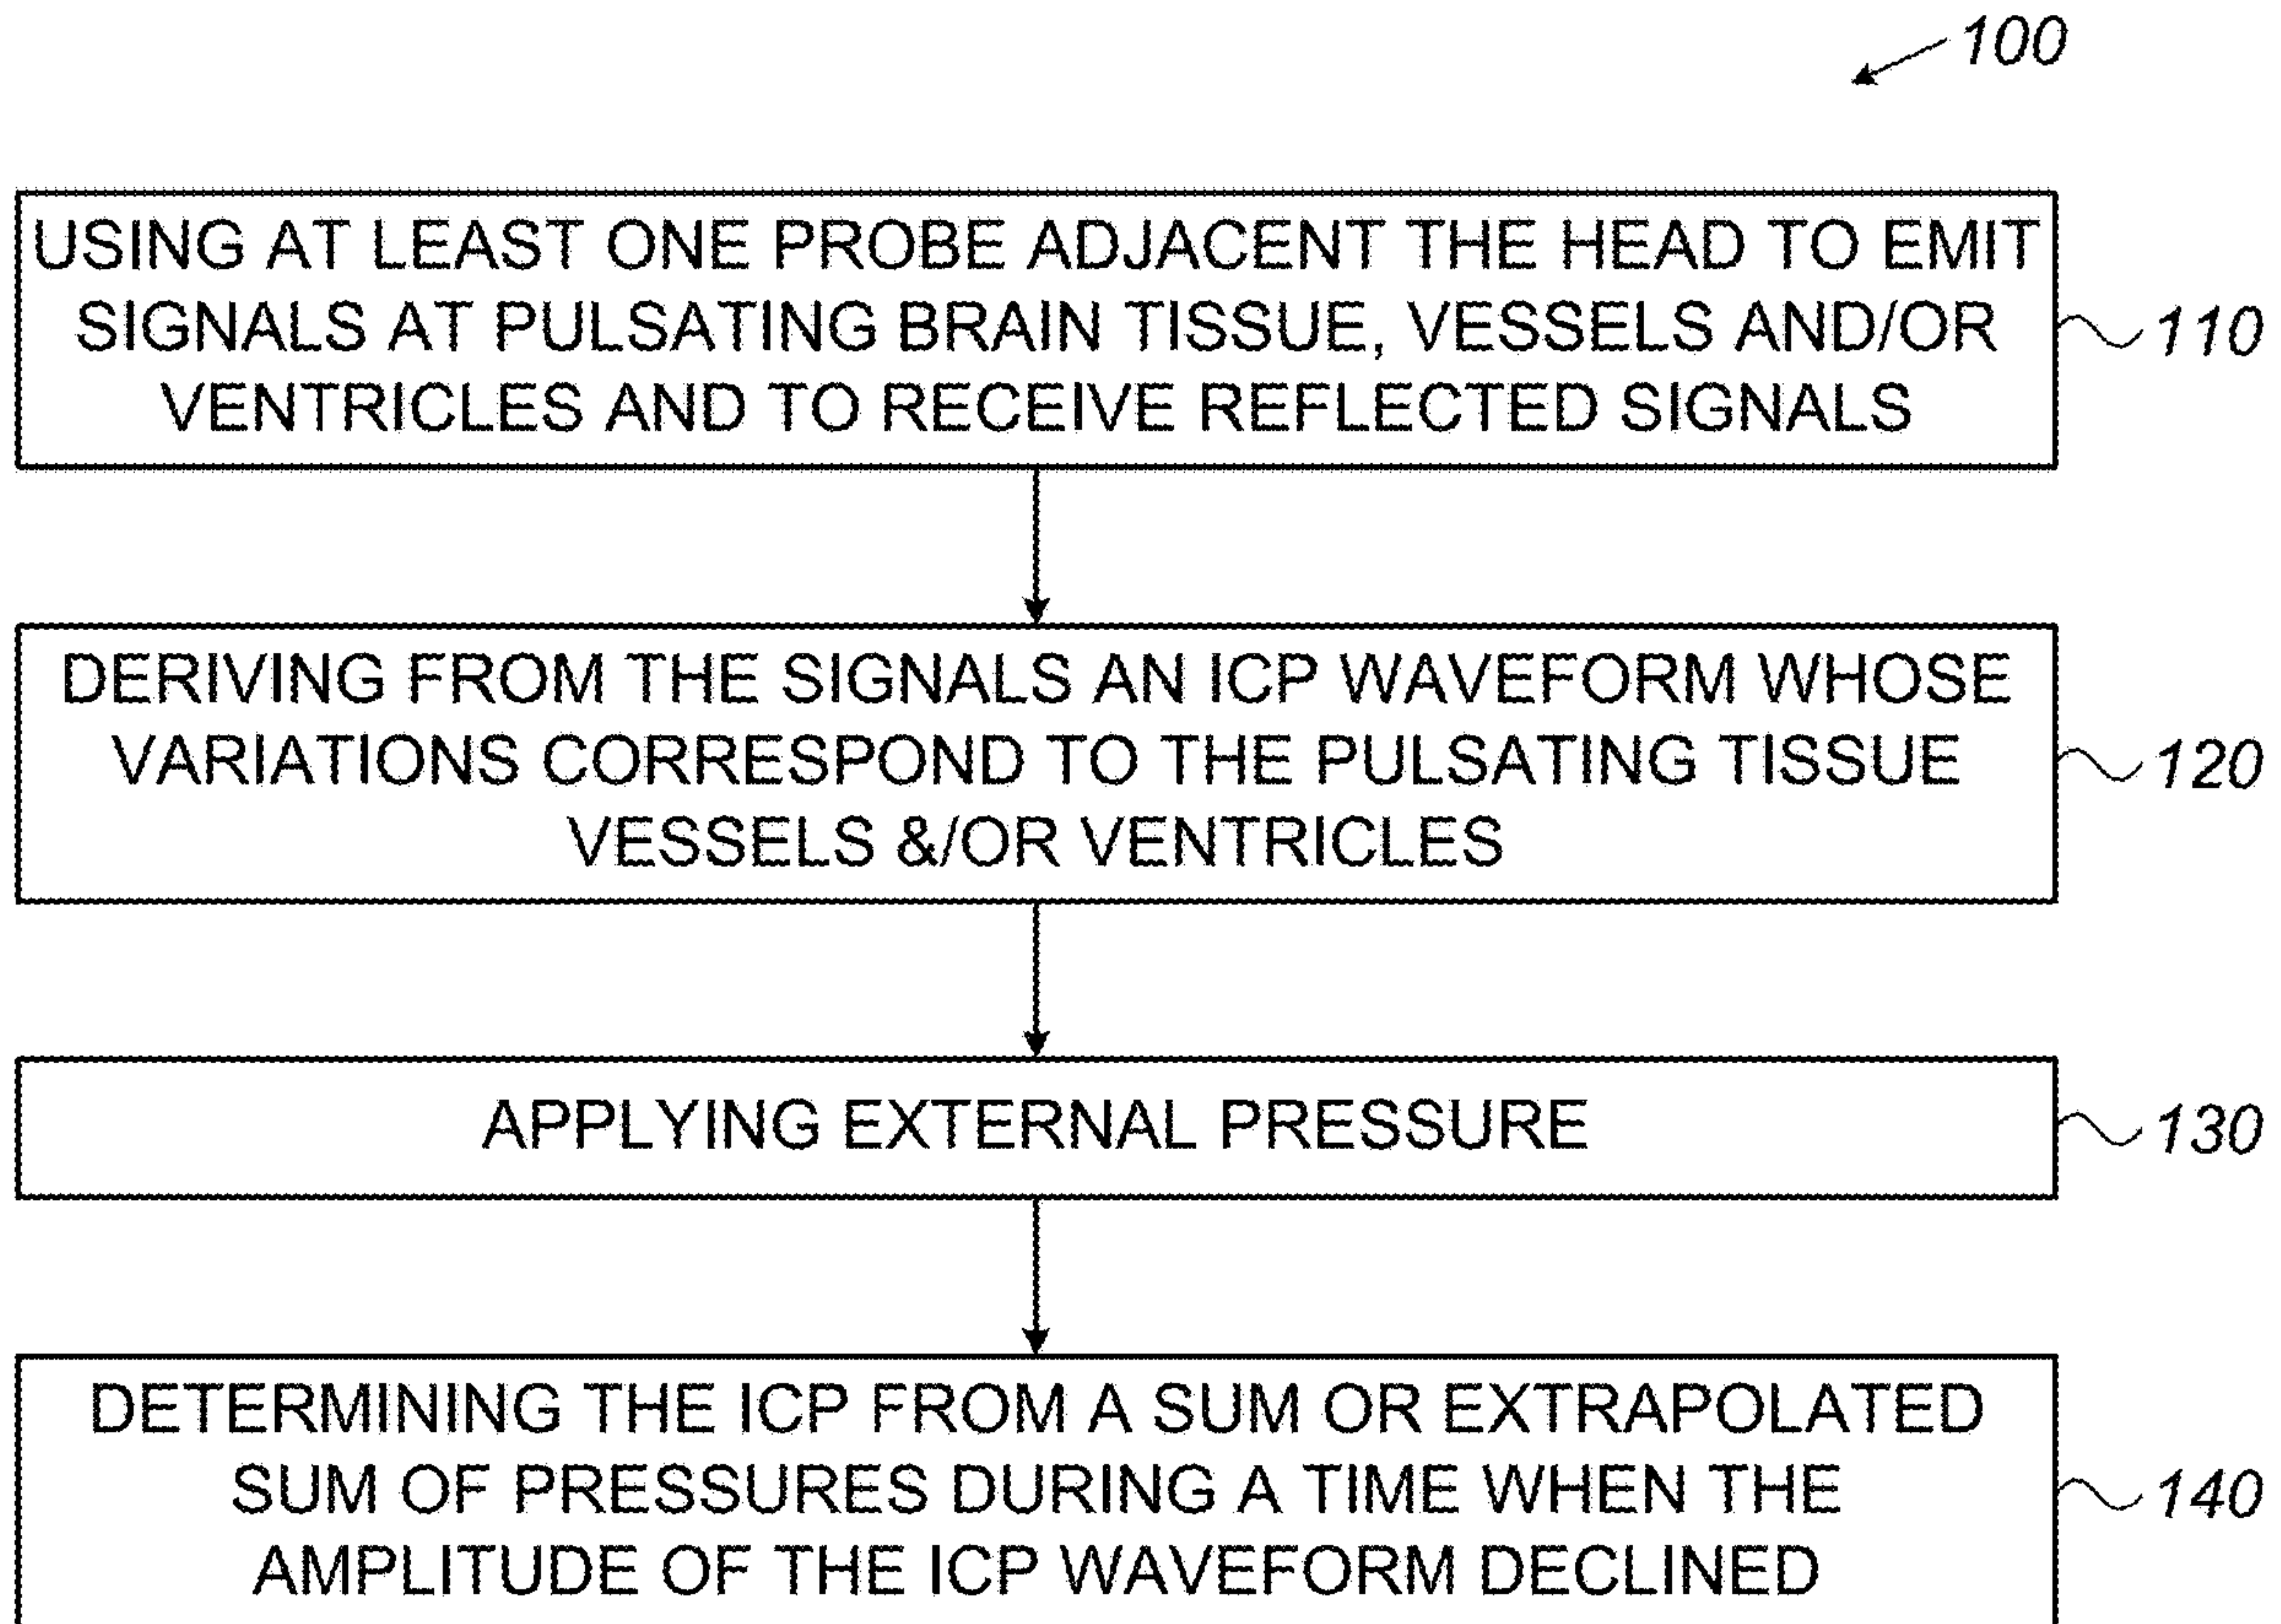 100
USING AT LEAST ONE PROBE ADJACENT THE HEAD TO EMIT
SIGNALS AT PULSATING BRAIN TISSUE, VESSELS AND/OR
VENTRICLES AND TO RECEIVE REFLECTED SIGNALS
110
DERIVING FROM THE SIGNALS AN ICP WAVEFORM WHOSE
VARIATIONS CORRESPOND TO THE PULSATING TISSUE
VESSELS &/OR VENTRICLES
120
APPLYING EXTERNAL PRESSURE
130
DETERMINING THE ICP FROM A SUM OR EXTRAPOLATED
SUM OF PRESSURES DURING A TIME WHEN THE
AMPLITUDE OF THE ICP WAVEFORM DECLINED
140